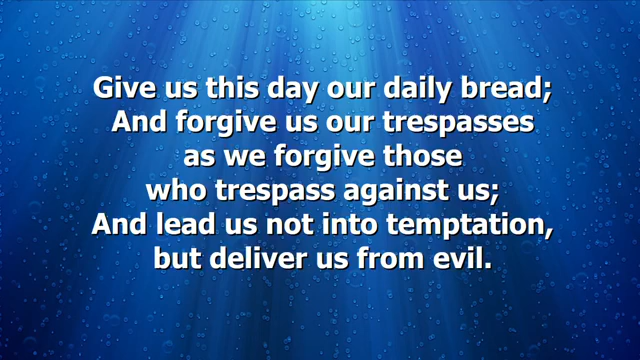 Give us this day our daily bread;
And forgive us our trespasses
as we forgive those
who trespass against us;
And lead us not into temptation,
but deliver us from evil.